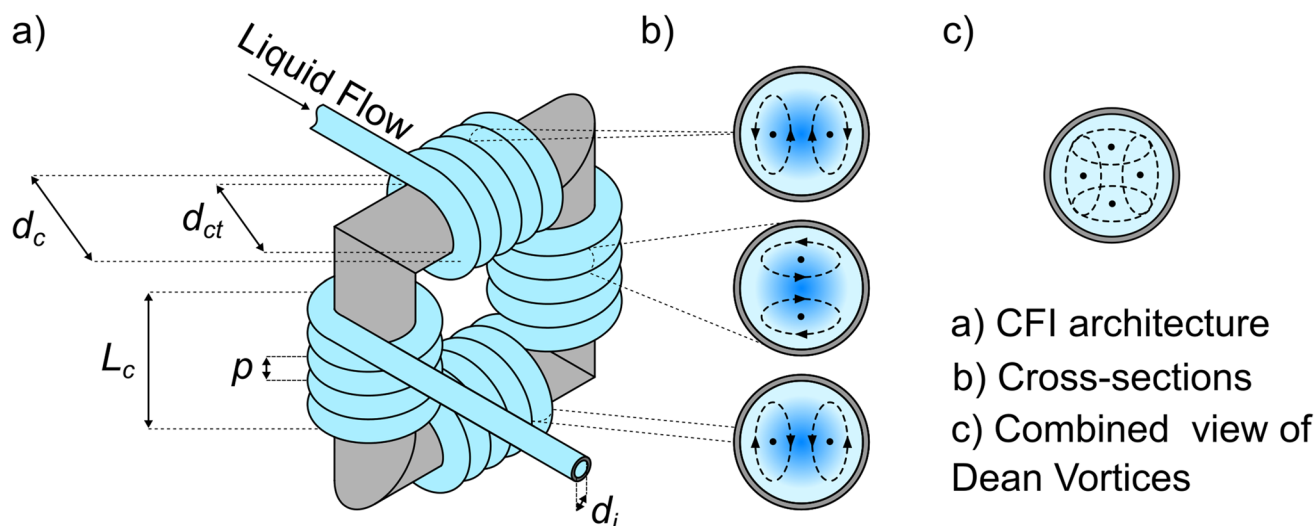 a)
b)
c)
Liquid Flow
d_c
d_ct
L_c
p
d_i
a) CFI architecture
b) Cross-sections
c) Combined view of
Dean Vortices